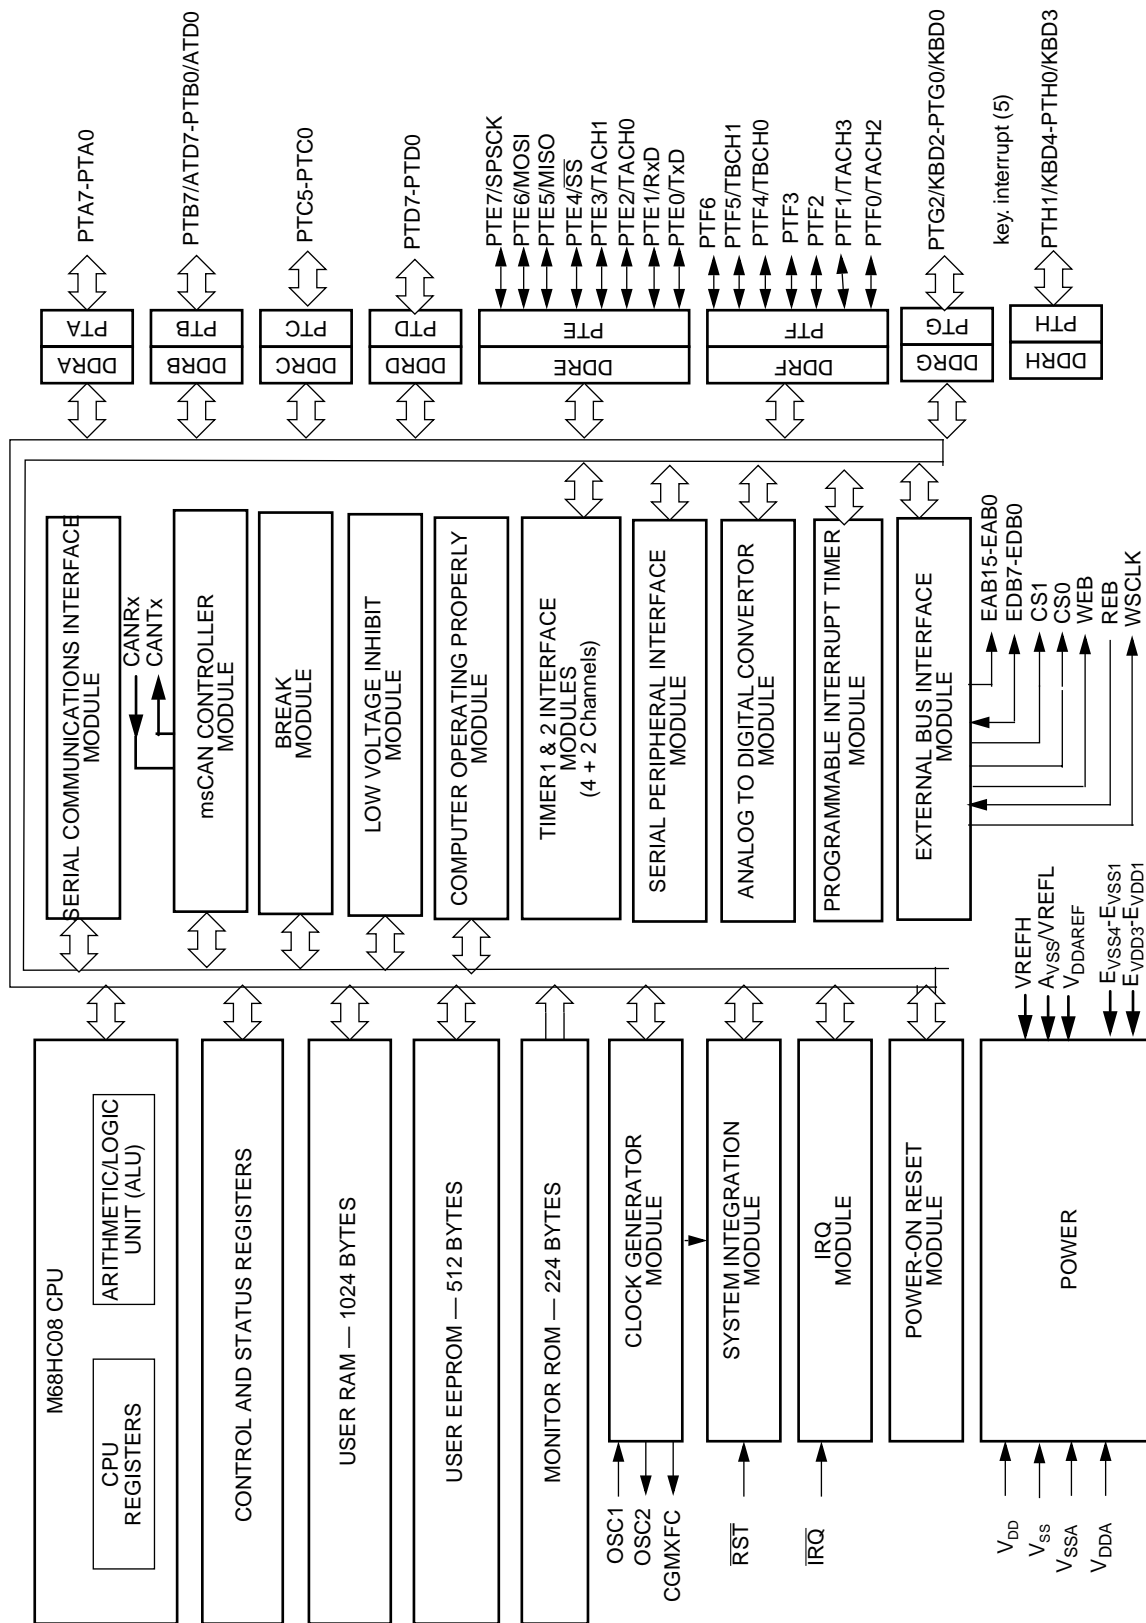 M68HC08 CPU
CPU
REGISTERS
ARITHMETIC/LOGIC
UNIT (ALU)
CONTROL AND STATUS REGISTERS
USER RAM — 1024 BYTES
USER EEPROM — 512 BYTES
MONITOR ROM — 224 BYTES
OSC1
OSC2
CGMXFC
CLOCK GENERATOR
MODULE
RST
SYSTEM INTEGRATION
MODULE
IRQ
IRQ
MODULE
POWER-ON RESET
MODULE
VDD
VSS
VSSA
VDDA
POWER
VREFH
AVSS/VREFL
VDDAREF
EVSS4-EVSS1
EVDD3-EVDD1
SERIAL COMMUNICATIONS INTERFACE
MODULE
CANRx
CANTx
msCAN CONTROLLER
MODULE
BREAK
MODULE
LOW VOLTAGE INHIBIT
MODULE
COMPUTER OPERATING PROPERLY
MODULE
TIMER1 & 2 INTERFACE
MODULES
(4 + 2 Channels)
SERIAL PERIPHERAL INTERFACE
MODULE
ANALOG TO DIGITAL CONVERTOR
MODULE
PROGRAMMABLE INTERRUPT TIMER
MODULE
EXTERNAL BUS INTERFACE
MODULE
EAB15-EAB0
EDB7-EDB0
CS1
CS0
WEB
REB
WSCLK
DDRA
PTA
PTA7-PTA0
DDRB
PTB
PTB7/ATD7-PTB0/ATD0
DDRC
PTC
PTC5-PTC0
DDRD
PTD
PTD7-PTD0
DDRE
PTE
PTE7/SPSCK
PTE6/MOSI
PTE5/MISO
PTE4/SS
PTE3/TACH1
PTE2/TACH0
PTE1/RxD
PTE0/TxD
DDRF
PTF
PTF6
PTF5/TBCH1
PTF4/TBCH0
PTF3
PTF2
PTF1/TACH3
PTF0/TACH2
DDRG
PTG
PTG2/KBD2-PTG0/KBD0
key. interrupt (5)
DDRH
PTH
PTH1/KBD4-PTH0/KBD3